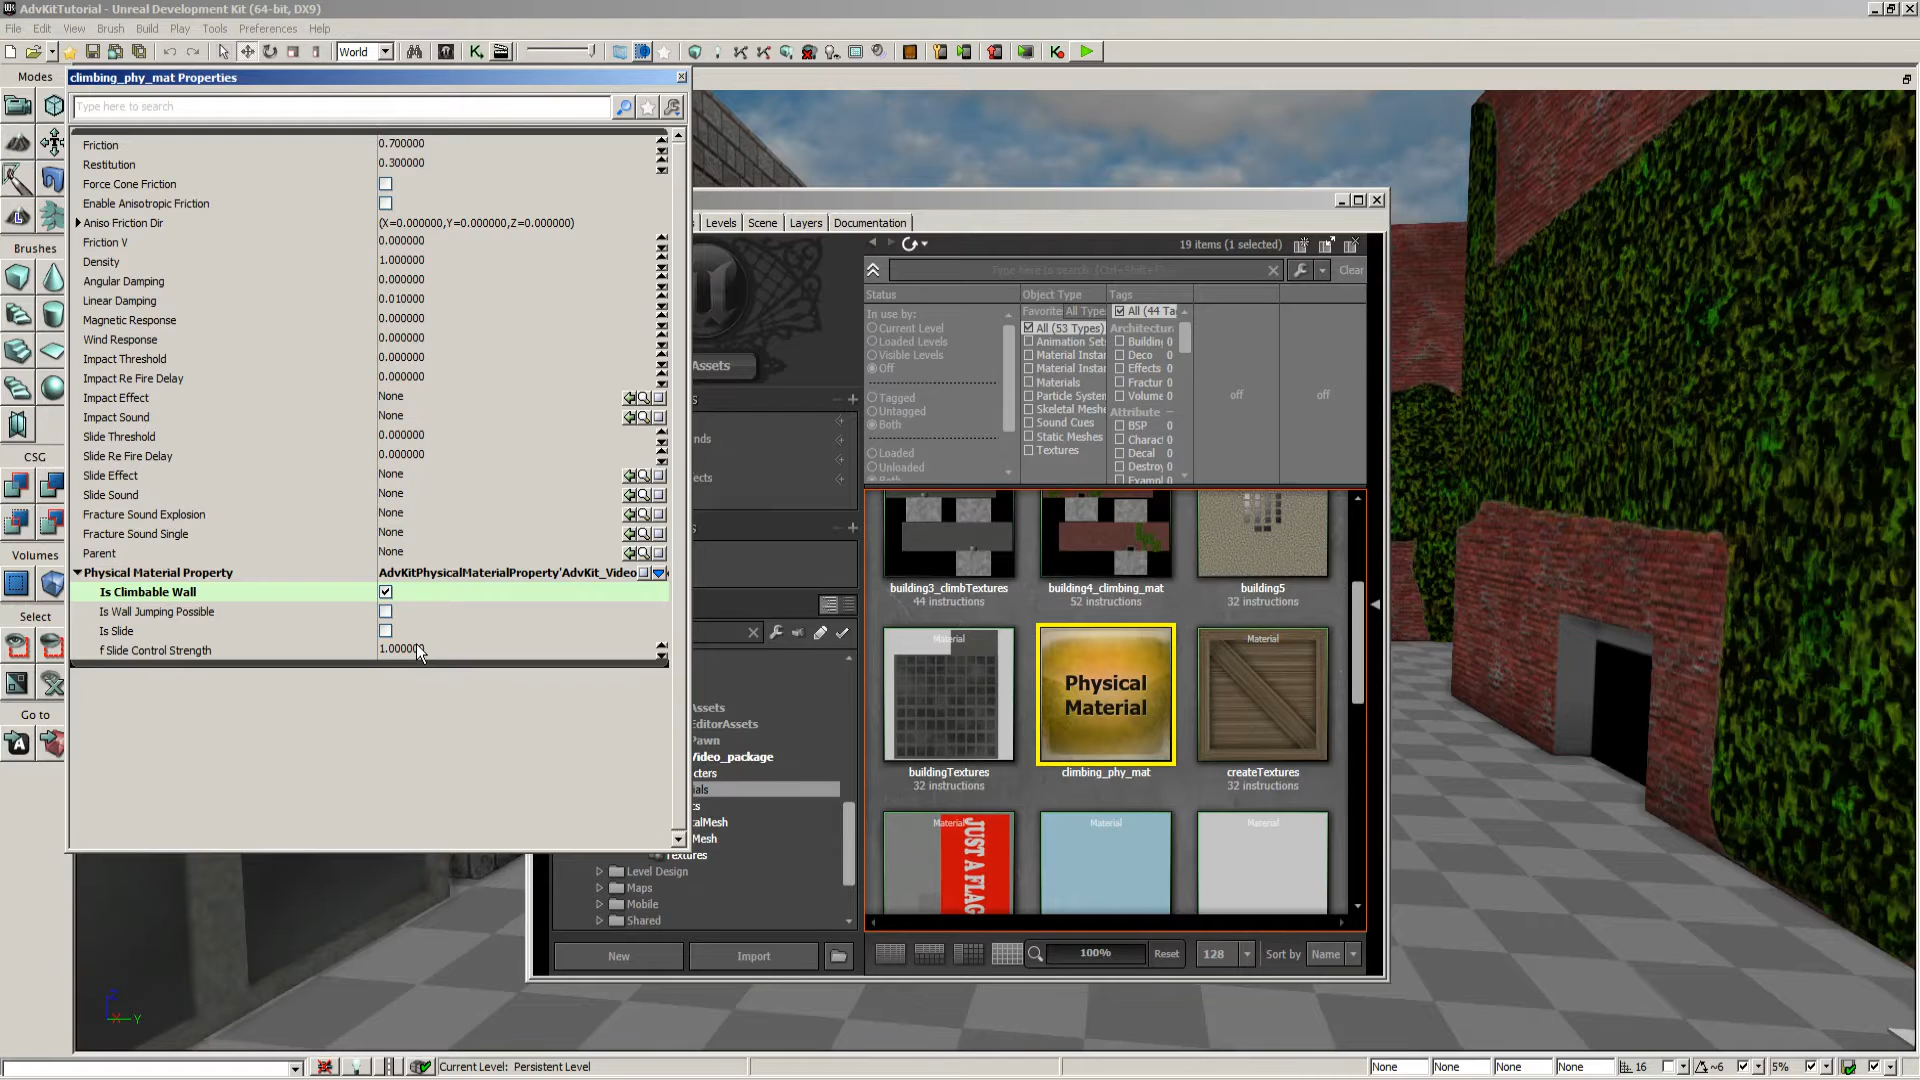 AdvKitTutorial - Unreal Development Kit (64-bit, DX9)
File Edit View Brush Build Play Tools Preferences Help
World
Modes
climbing_phy_mat Properties
Type here to search
Friction 0.700000
Restitution 0.300000
Force Cone Friction
Enable Anisotropic Friction
Aniso Friction Dir (X=0.000000,Y=0.000000,Z=0.000000)
Friction V 0.000000
Density 1.000000
Angular Damping 0.000000
Linear Damping 0.010000
Magnetic Response 0.000000
Wind Response 0.000000
Impact Threshold 0.000000
Impact Re Fire Delay 0.000000
Impact Effect None
Impact Sound None
Slide Threshold 0.000000
Slide Re Fire Delay 0.000000
Slide Effect None
Slide Sound None
Fracture Sound Explosion None
Fracture Sound Single None
Parent None
Physical Material Property AdvKitPhysicalMaterialProperty'AdvKit_Video
Is Climbable Wall
Is Wall Jumping Possible
Is Slide
f Slide Control Strength 1.000000
Brushes
CSG
Volumes
Select
Go to
Levels Scene Layers Documentation
19 items (1 selected)
Type here to search (Ctrl+Shift+F)
Clear
Status
In use by:
Current Level
Loaded Levels
Visible Levels
Off
Tagged
Untagged
Both
Loaded
Unloaded
Object Type
Favorite All Type
All (53 Types)
Animation Set
Material Instar
Material Instar
Materials
Particle System
Skeletal Meshe
Sound Cues
Static Meshes
Textures
Tags
All (44 Ta
Architectur
Building 0
Deco 0
Effects 0
Fractur 0
Volume 0
Attribute
BSP 0
Charac 0
Decal 0
Destroy 0
Exampl 0
off
off
Assets
nds
ects
Assets
EditorAssets
Pawn
Video_package
cters
ials
cs
talMesh
Mesh
Textures
Level Design
Maps
Mobile
Shared
New
Import
building3_climbTextures
44 instructions
building4_climbing_mat
52 instructions
building5
32 instructions
Material
buildingTextures
32 instructions
Physical
Material
climbing_phy_mat
Material
createTextures
32 instructions
Material
JUST A FLAG
Material
Material
100%
Reset
128
Sort by Name
Z
X
Y
Current Level: Persistent Level
None None None None
16
~6
5%